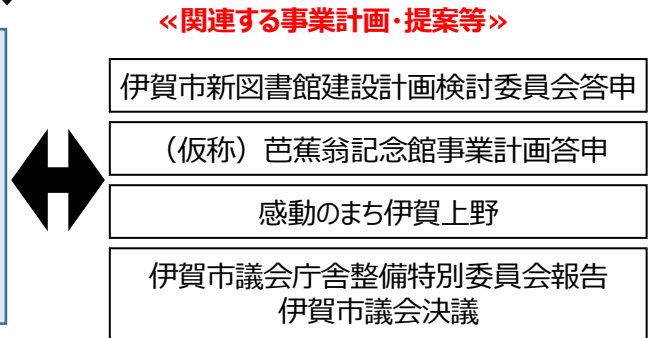 ≪関連する事業計画・提案等≫
伊賀市新図書館建設計画検討委員会答申
（仮称）芭蕉翁記念館事業計画答申
感動のまち伊賀上野
伊賀市議会庁舎整備特別委員会報告
伊賀市議会決議